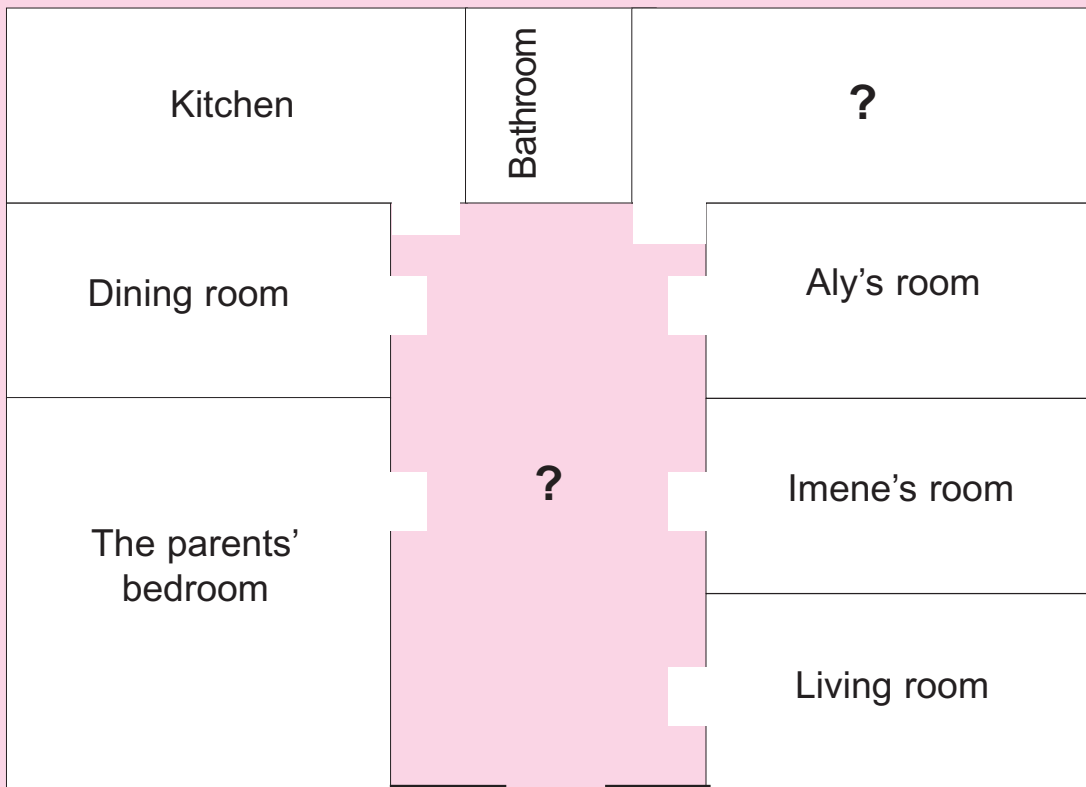 Kitchen
Bathroom
?
Dining room
Aly’s room
?
Imene’s room
The parents’
bedroom
Living room